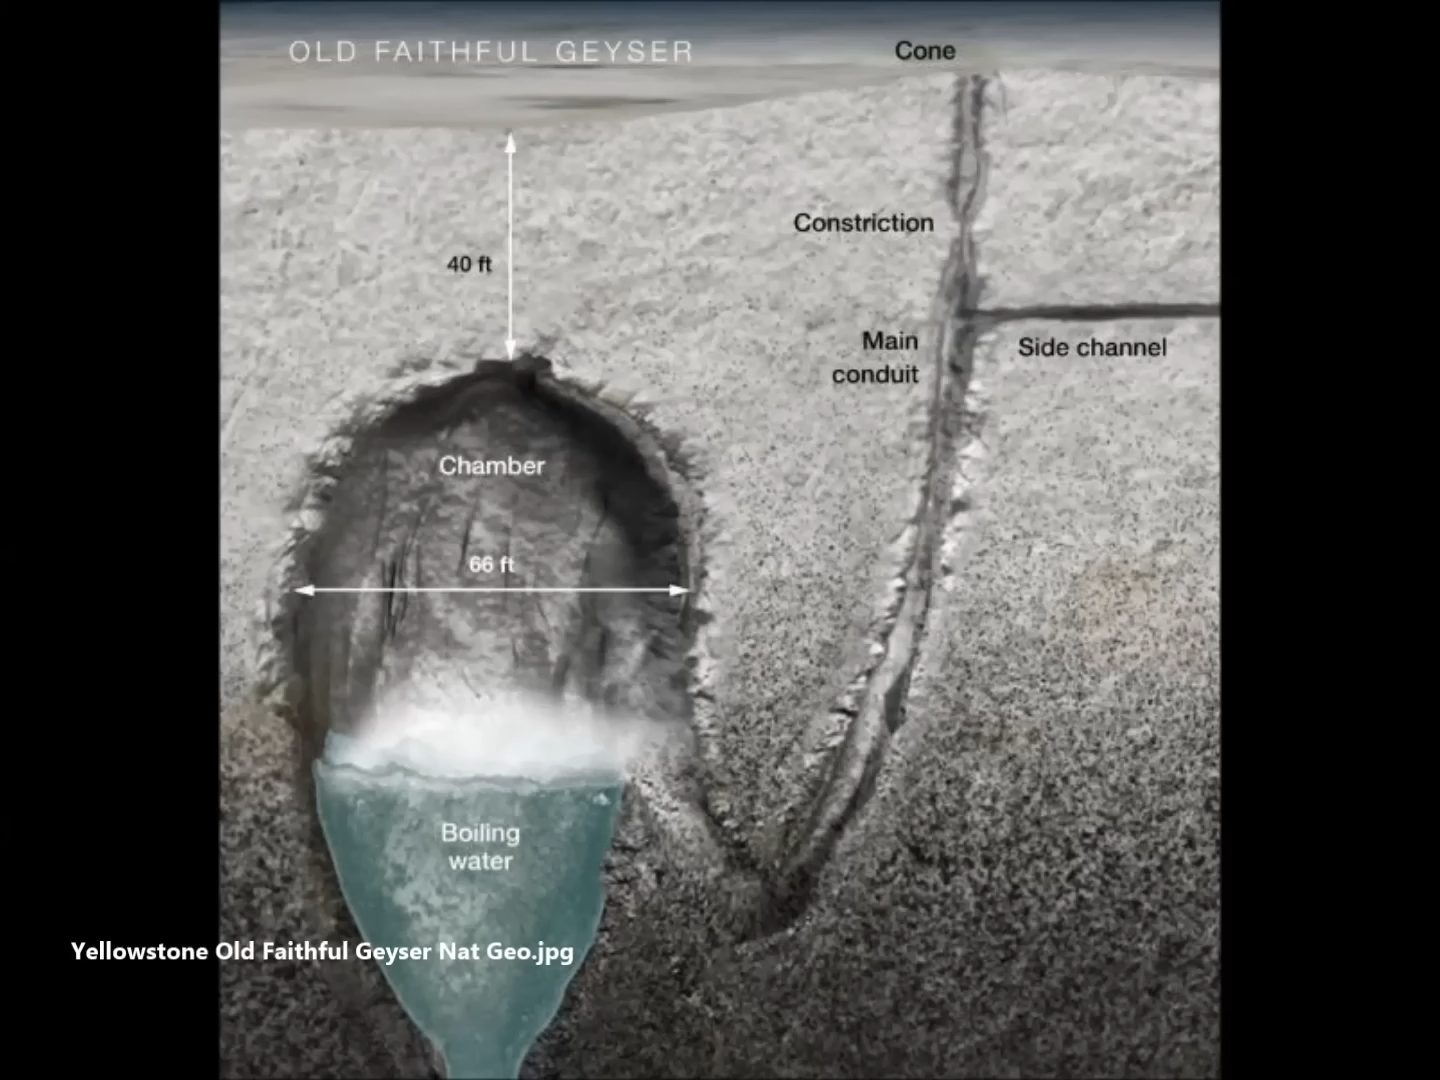 OLD FAITHFUL GEYSER
Cone
Constriction
40 ft
Main
conduit
Side channel
Chamber
66 ft
Boiling
water
Yellowstone Old Faithful Geyser Nat Geo.jpg